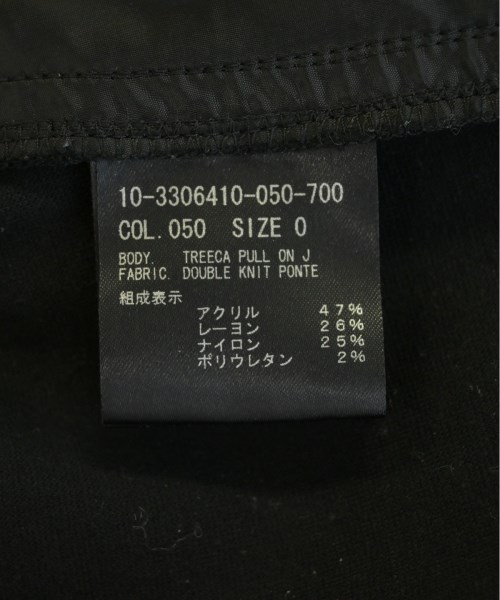 10-3306410-050-700
COL. 050 SIZE 0
BODY. TREECA PULL ON J
FABRIC. DOUBLE KNIT PONTE
組成表示
アクリル 47%
レーヨン 26%
ナイロン 25%
ポリウレタン 2%